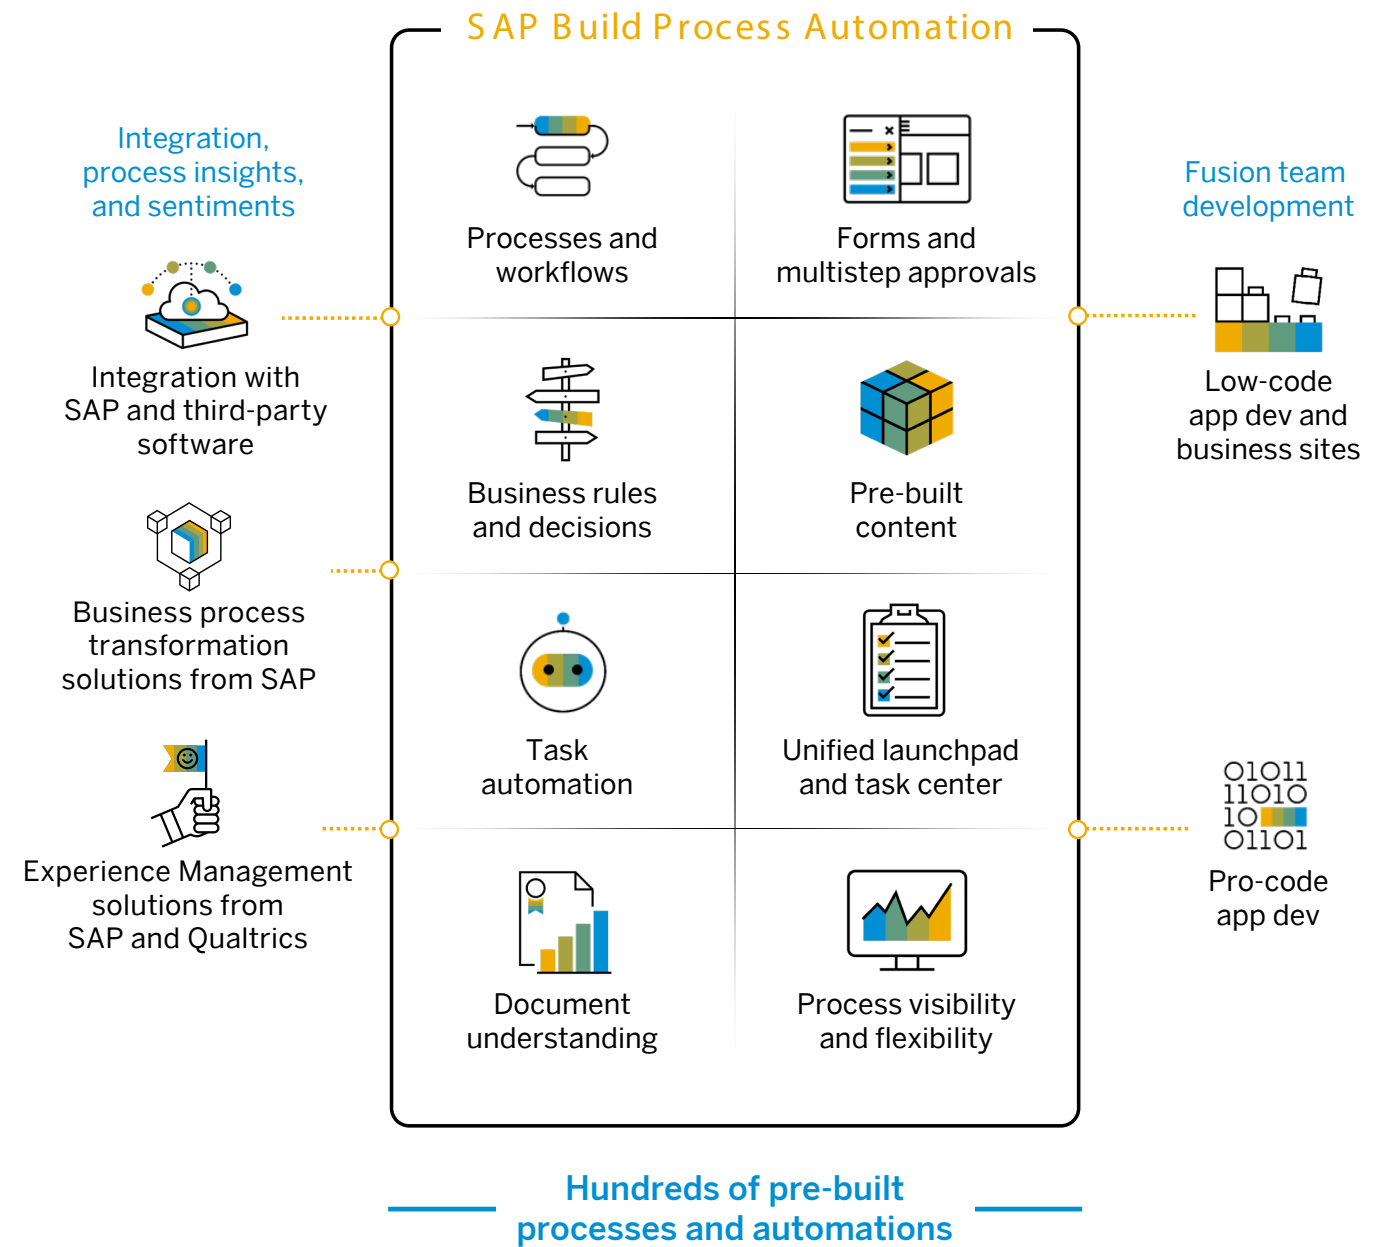 SAP Build Process Automation
Integration,
process insights,
and sentiments
Integration with
SAP and third-party
software
Business process
transformation
solutions from SAP
Experience Management
solutions from
SAP and Qualtrics
Processes and
workflows
Forms and
multistep approvals
Business rules
and decisions
Pre-built
content
Task
automation
Unified launchpad
and task center
Document
understanding
Process visibility
and flexibility
Fusion team
development
Low-code
app dev and
business sites
01011
11010
10
01101
Pro-code
app dev
Hundreds of pre-built
processes and automations